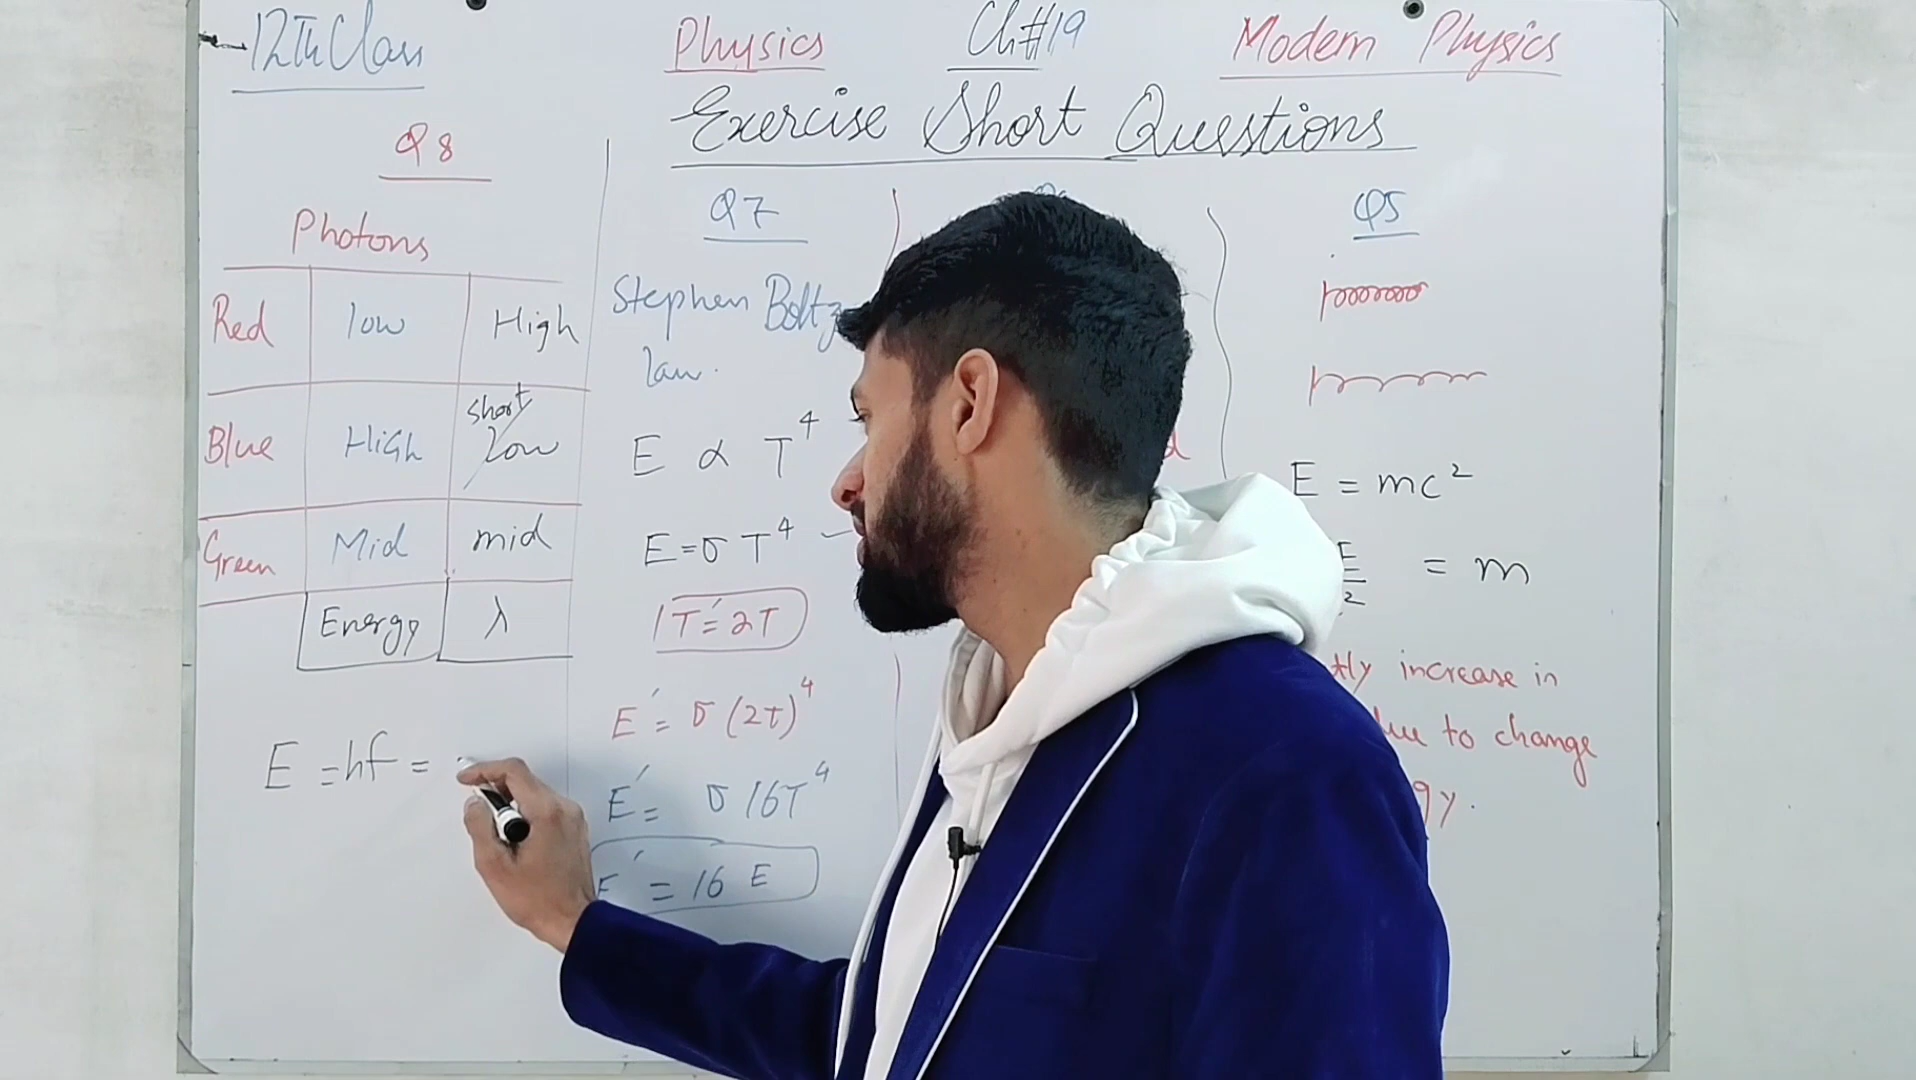 12Th Class Physics Ch#19 Modern Physics
Exercise Short Questions
Q 8
Photons
Red low High
Blue HiGh short/low
Green Mid mid
Energy λ
E = hf =
Q7
Stephen Boltz
law.
E α T⁴
E = σ T⁴
T′ = 2T
E′ = σ (2T)⁴
E′ = σ 16T⁴
E′ = 16 E
Q5
E = mc²
= m
increase in
to change